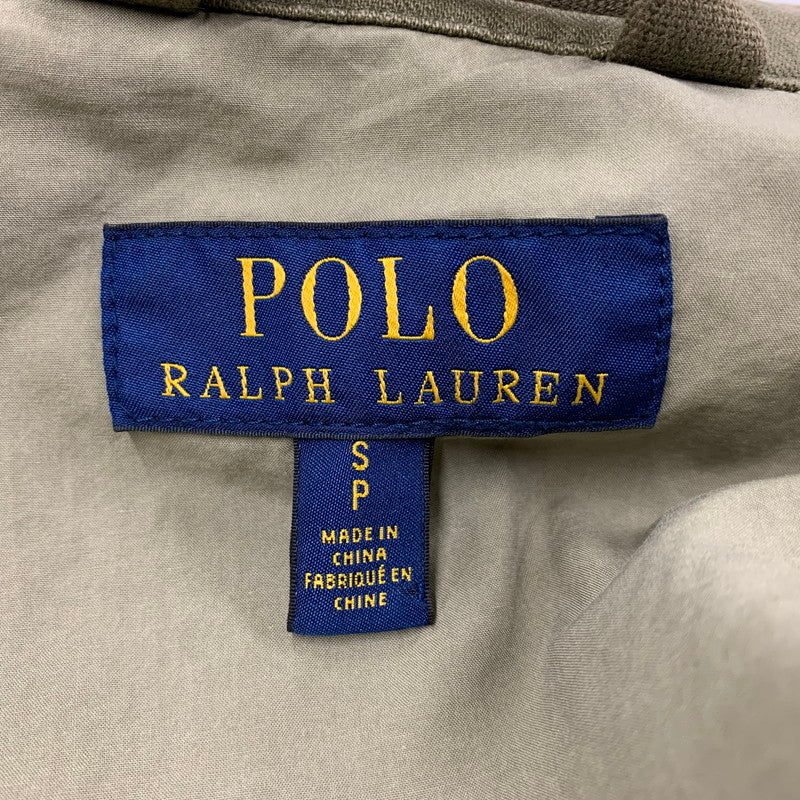 POLO
RALPH LAUREN
S
P
MADE IN
CHINA
FABRIQUÉ EN
CHINE